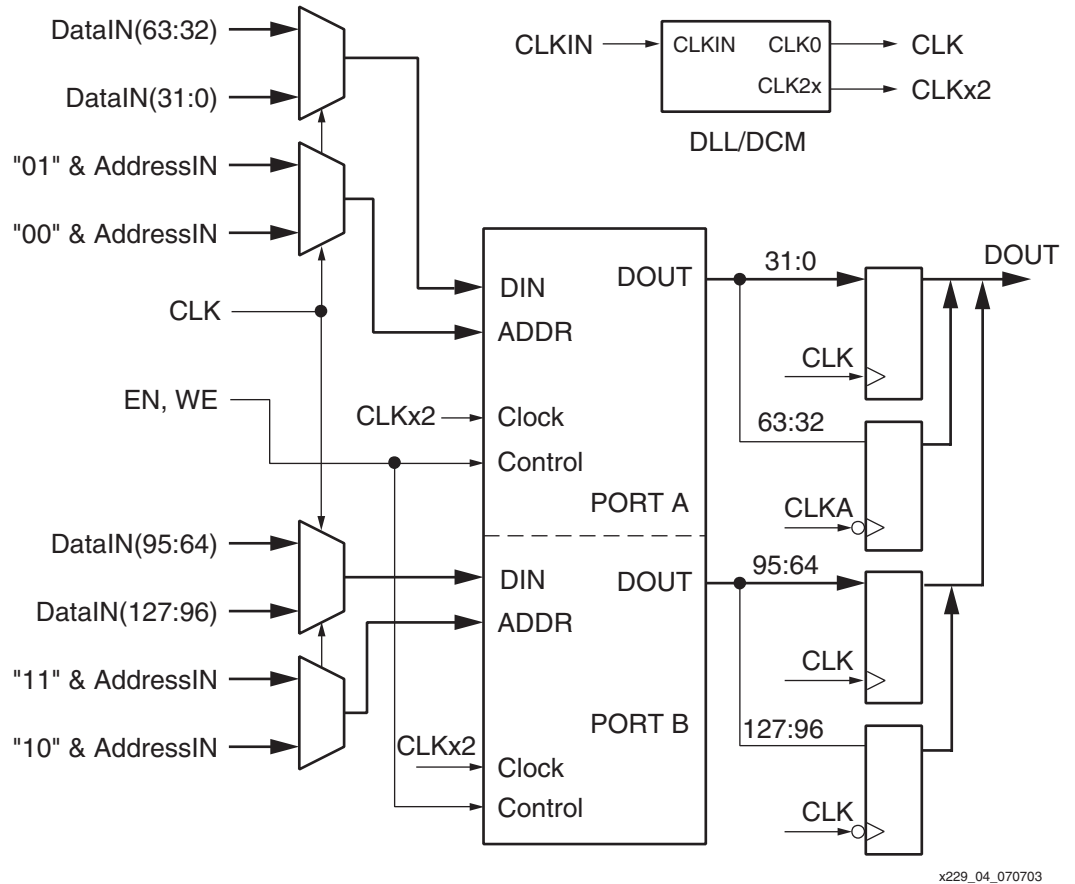 DataIN(63:32)
DataIN(31:0)
"01" & AddressIN
"00" & AddressIN
CLK
EN, WE
DataIN(95:64)
DataIN(127:96)
"11" & AddressIN
"10" & AddressIN
CLKIN
CLKIN
CLK0
CLK2x
CLK
CLKx2
DLL/DCM
DIN
ADDR
CLKx2
Clock
Control
DOUT
PORT A
DIN
ADDR
DOUT
PORT B
CLKx2
Clock
Control
31:0
CLK
63:32
CLKA
95:64
CLK
127:96
CLK
DOUT
x229_04_070703